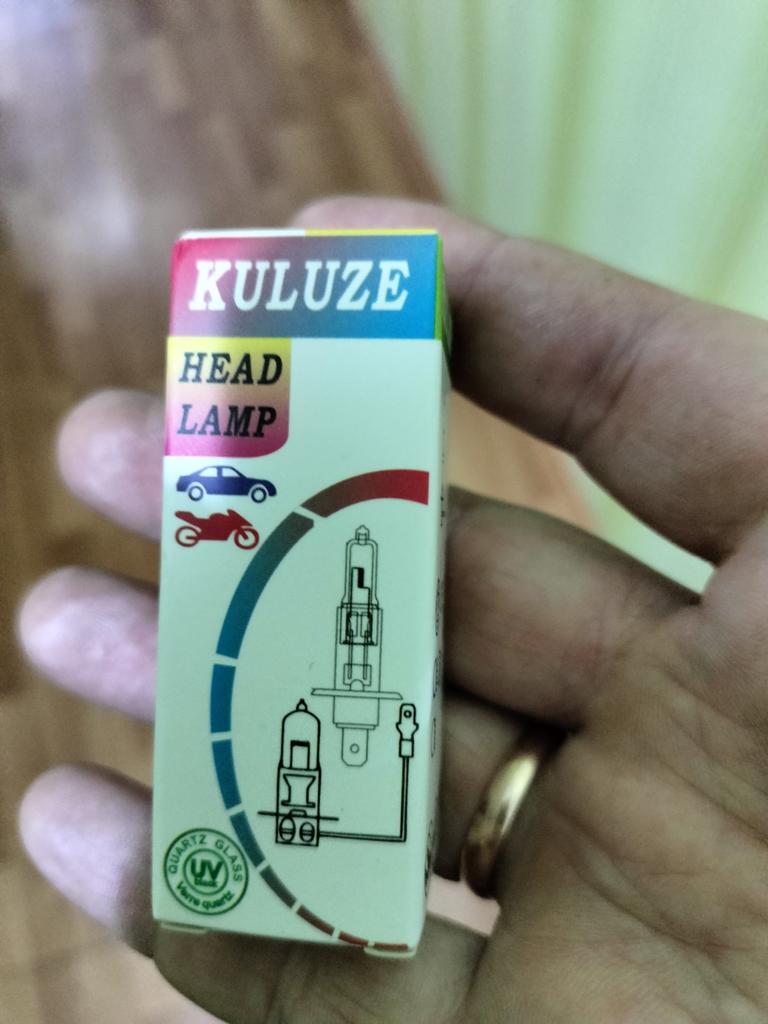 KULUZE
HEAD
LAMP
QUARTZ GLASS
UV
Verre quartz